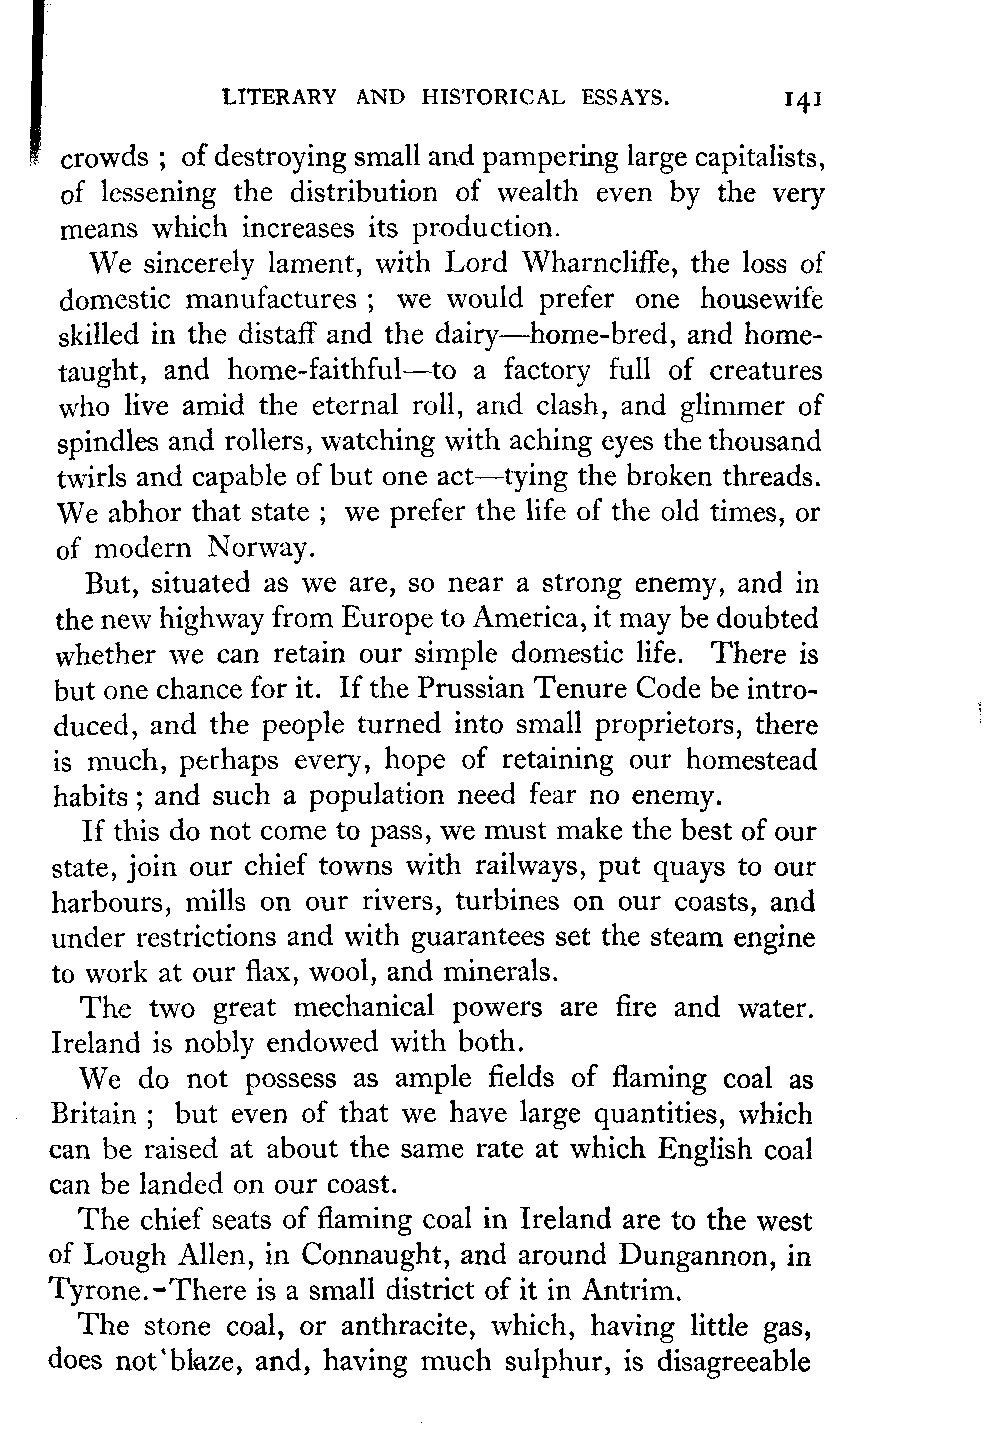 LITERARY AND HISTORICAL ESSAYS. 141
crowds ; of destroying small and pampering large capitalists,
of lessening the distribution of wealth even by the very
means which increases its production.
We sincerely lament, with Lord Wharncliffe, the loss of
domestic manufactures ; we would prefer one housewife
skilled in the distaff and the dairy—home-bred, and home-
taught, and home-faithful—to a factory full of creatures
who live amid the eternal roll, and clash, and glimmer of
spindles and rollers, watching with aching eyes the thousand
twirls and capable of but one act—tying the broken threads.
We abhor that state ; we prefer the life of the old times, or
of modern Norway.
But, situated as we are, so near a strong enemy, and in
the new highway from Europe to America, it may be doubted
whether we can retain our simple domestic life. There is
but one chance for it. If the Prussian Tenure Code be intro-
duced, and the people turned into small proprietors, there
is much, perhaps every, hope of retaining our homestead
habits ; and such a population need fear no enemy.
If this do not come to pass, we must make the best of our
state, join our chief towns with railways, put quays to our
harbours, mills on our rivers, turbines on our coasts, and
under restrictions and with guarantees set the steam engine
to work at our flax, wool, and minerals.
The two great mechanical powers are fire and water.
Ireland is nobly endowed with both.
We do not possess as ample fields of flaming coal as
Britain ; but even of that we have large quantities, which
can be raised at about the same rate at which English coal
can be landed on our coast.
The chief seats of flaming coal in Ireland are to the west
of Lough Allen, in Connaught, and around Dungannon, in
Tyrone.-There is a small district of it in Antrim.
The stone coal, or anthracite, which, having little gas,
does not blaze, and, having much sulphur, is disagreeable